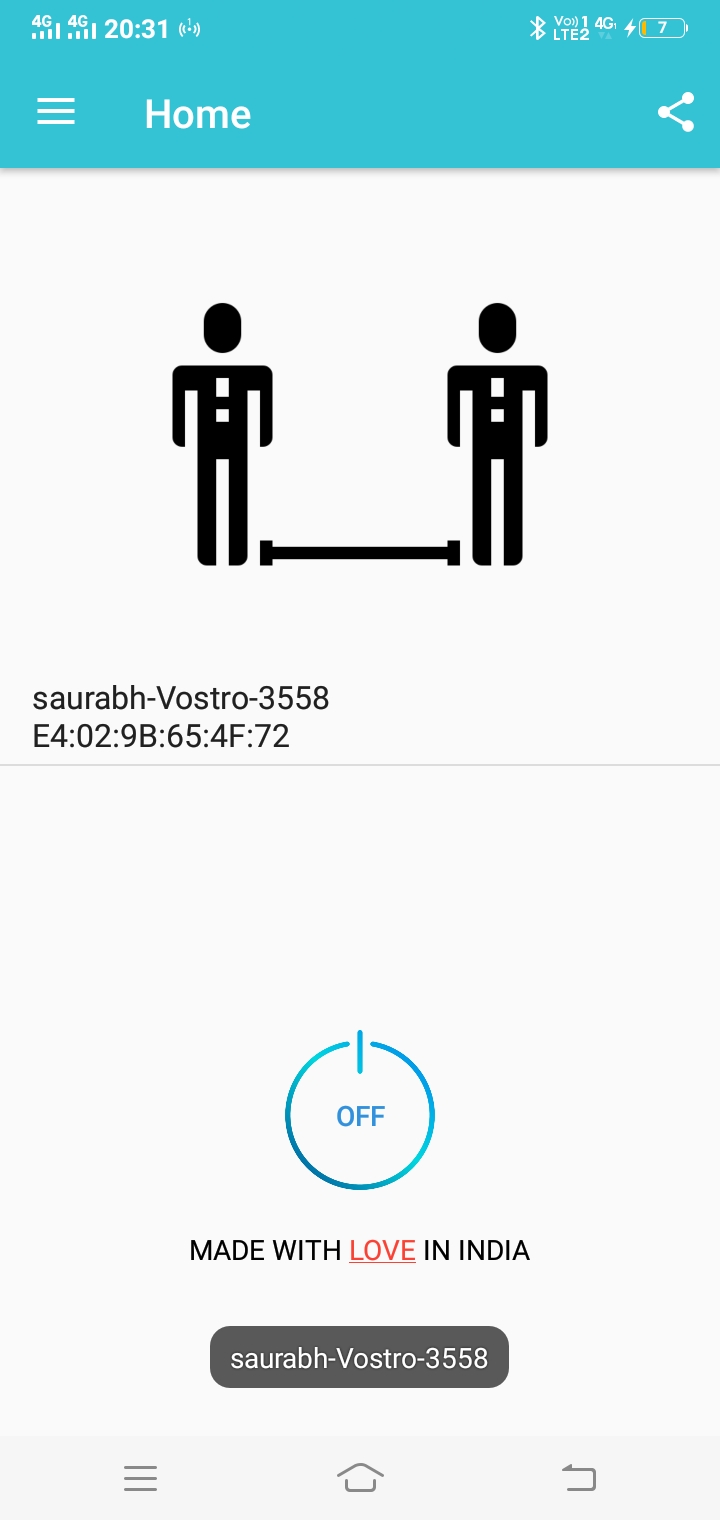 4G 4G 20:31 Vo)) 1 LTE2 4G 7
Home
saurabh-Vostro-3558
E4:02:9B:65:4F:72
OFF
MADE WITH LOVE IN INDIA
saurabh-Vostro-3558